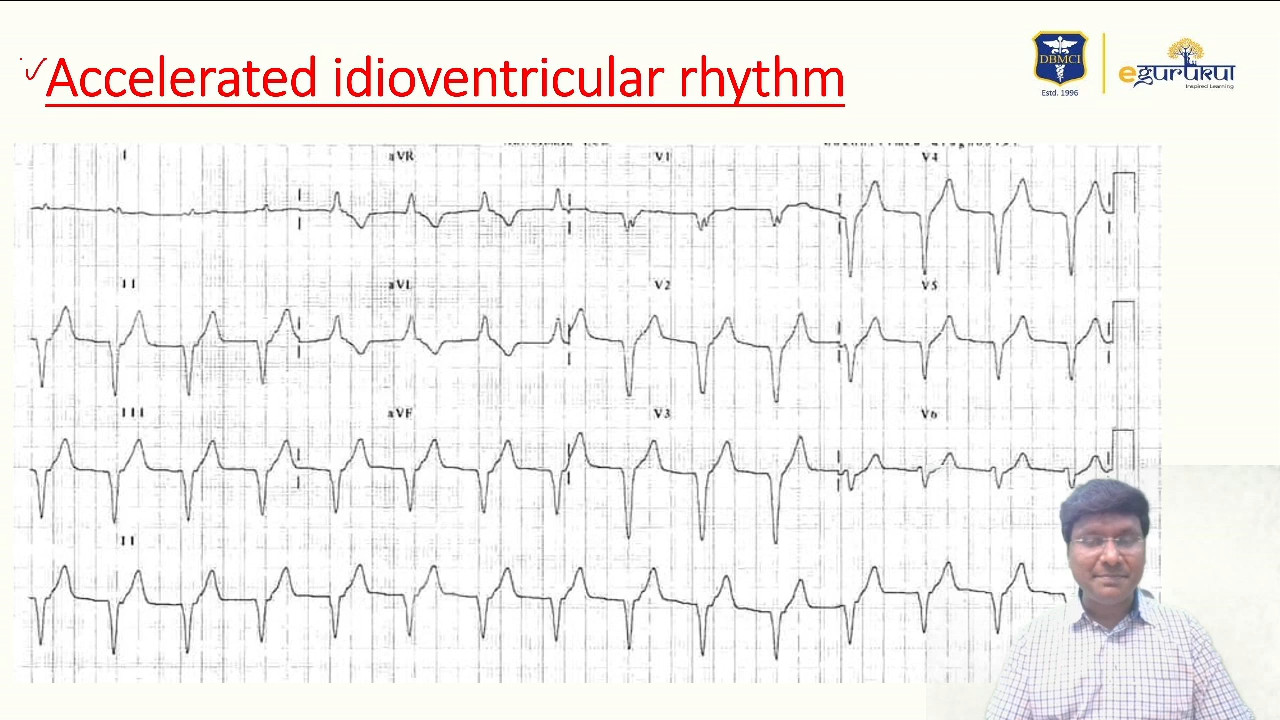 Accelerated idioventricular rhythm
DBMCI
Estd. 1996
egurukul
Inspired Learning
I aVR V1 V4
II aVL V2 V5
III aVF V3 V6
II